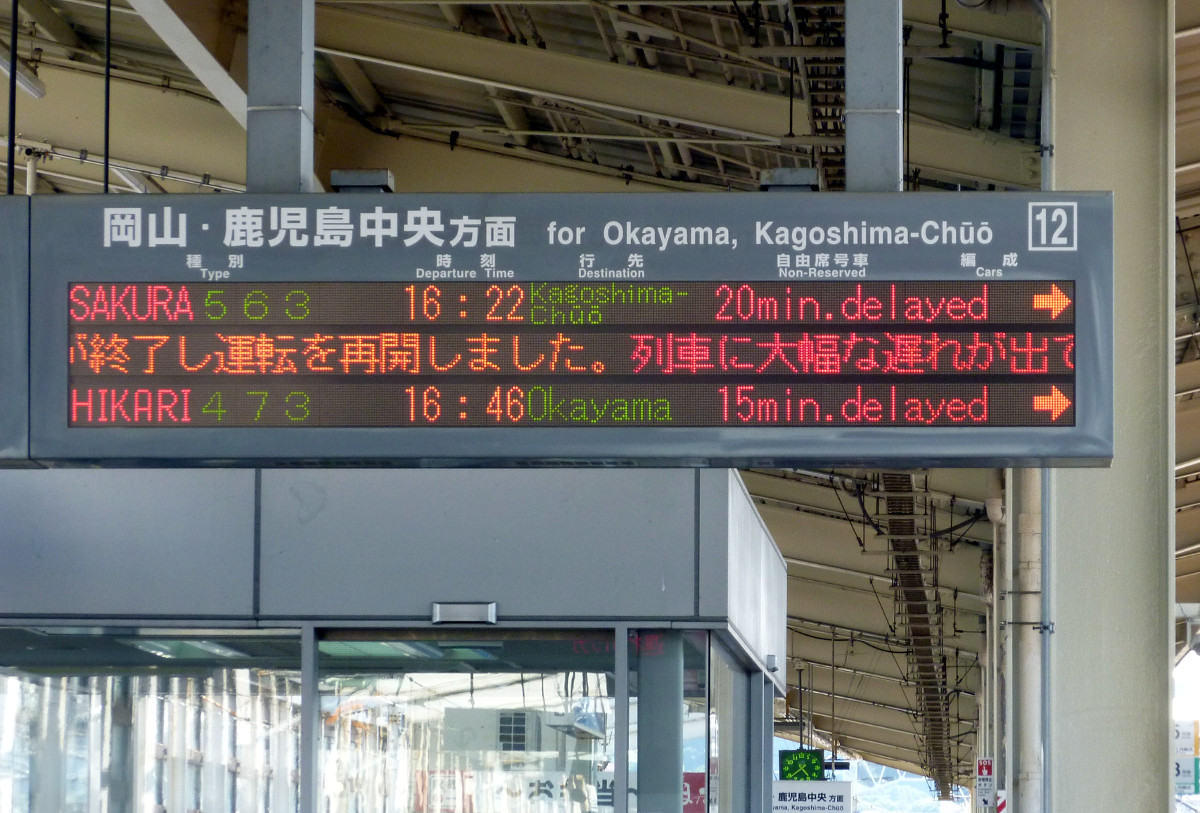 岡山・鹿児島中央方面 for Okayama, Kagoshima-Chūō 12
種別 時刻 行先 自由席号車 編成
Type Departure Time Destination Non-Reserved Cars
SAKURA 563 16:22 Kagoshima-Chūō 20min.delayed →
が終了し運転を再開しました。列車に大幅な遅れが出て
HIKARI 473 16:46 Okayama 15min.delayed →
SOS
鹿児島中央 方面
yama, Kagoshima-Chūō